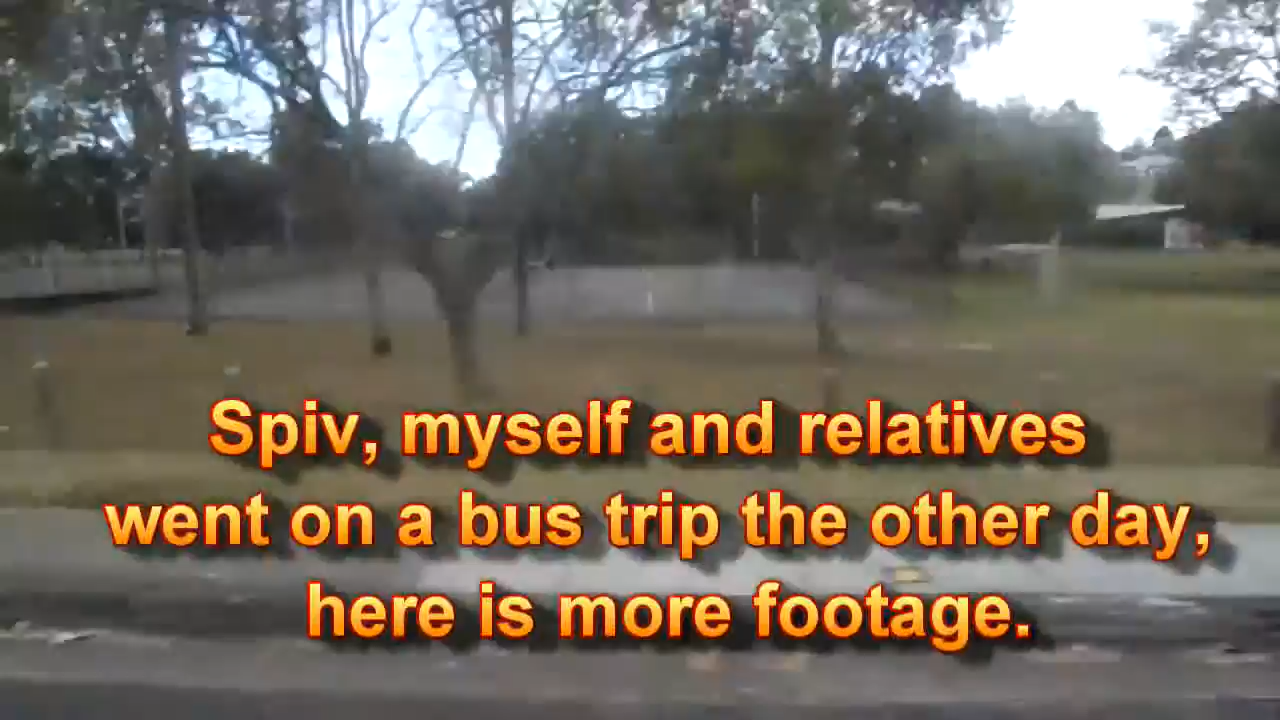 Spiv, myself and relatives
went on a bus trip the other day,
here is more footage.